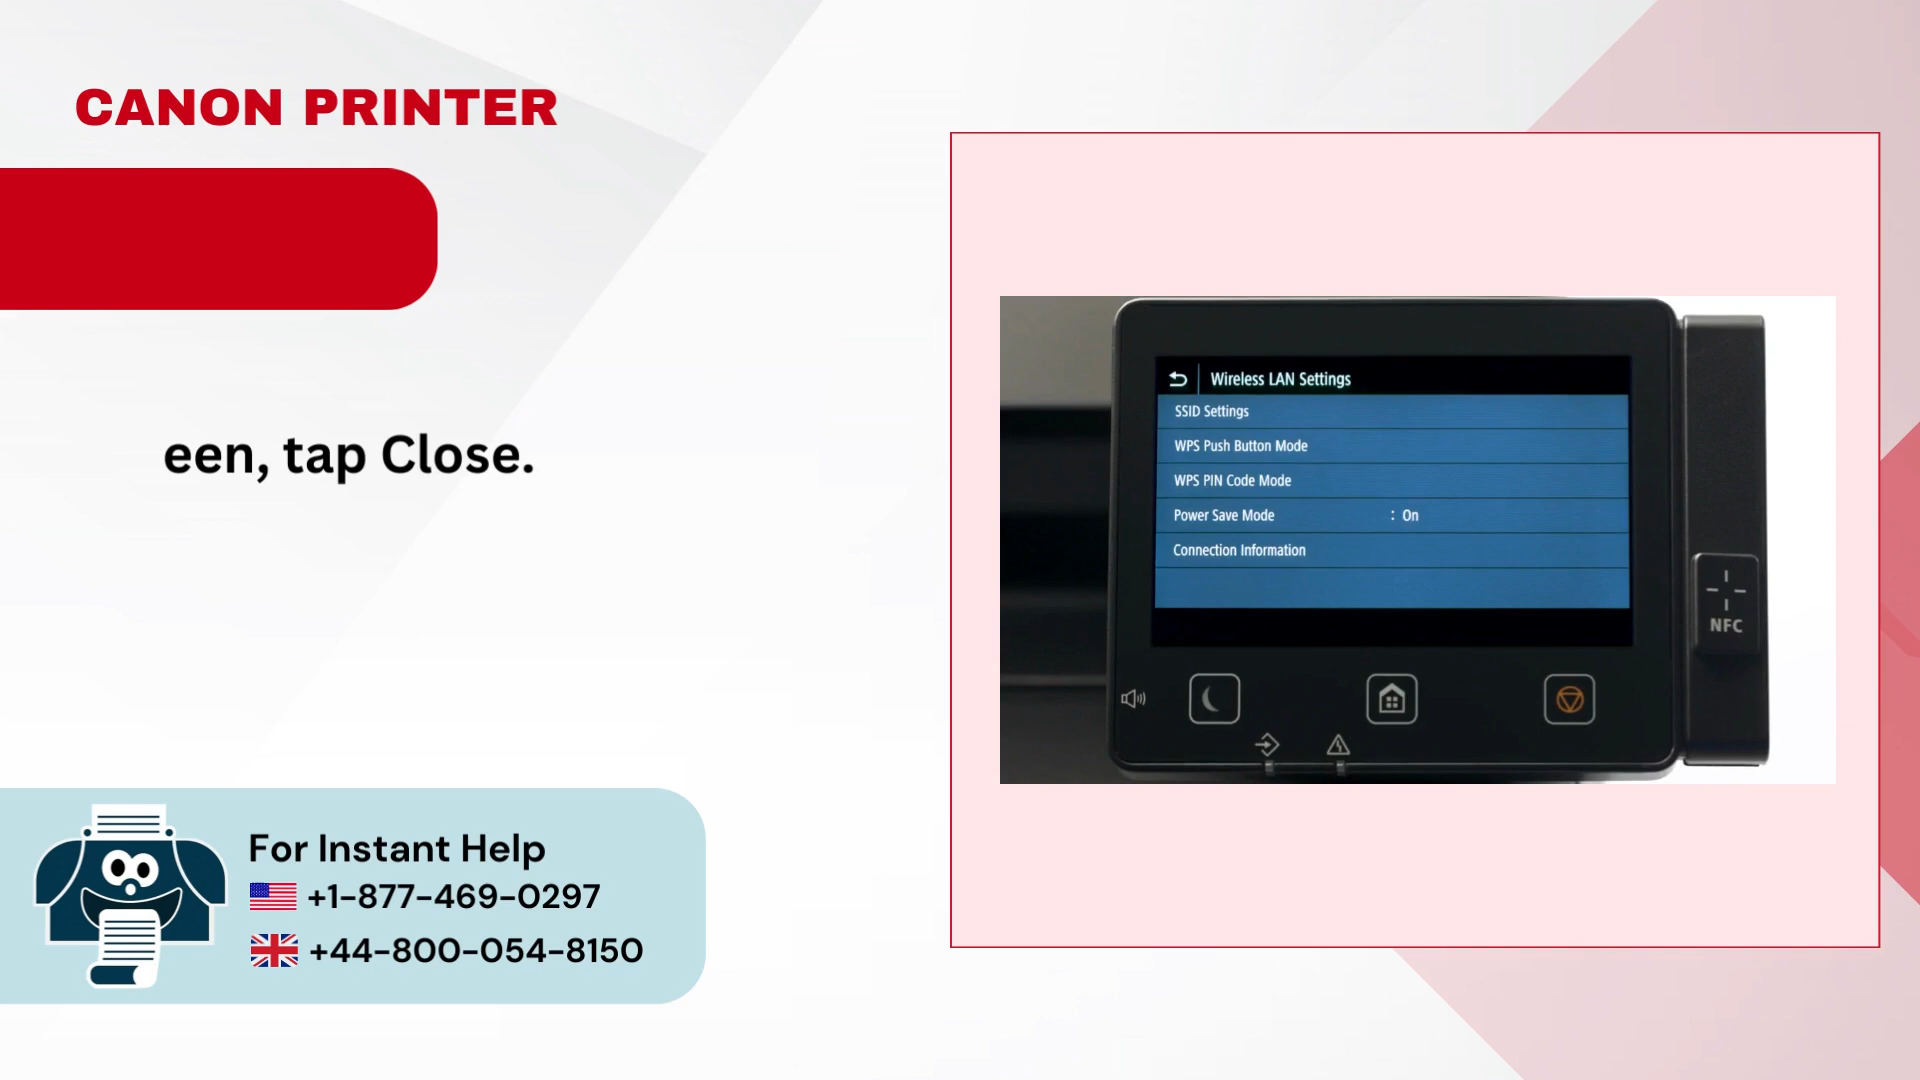 CANON PRINTER
een, tap Close.
Wireless LAN Settings
SSID Settings
WPS Push Button Mode
WPS PIN Code Mode
Power Save Mode : On
Connection Information
NFC
For Instant Help
+1-877-469-0297
+44-800-054-8150